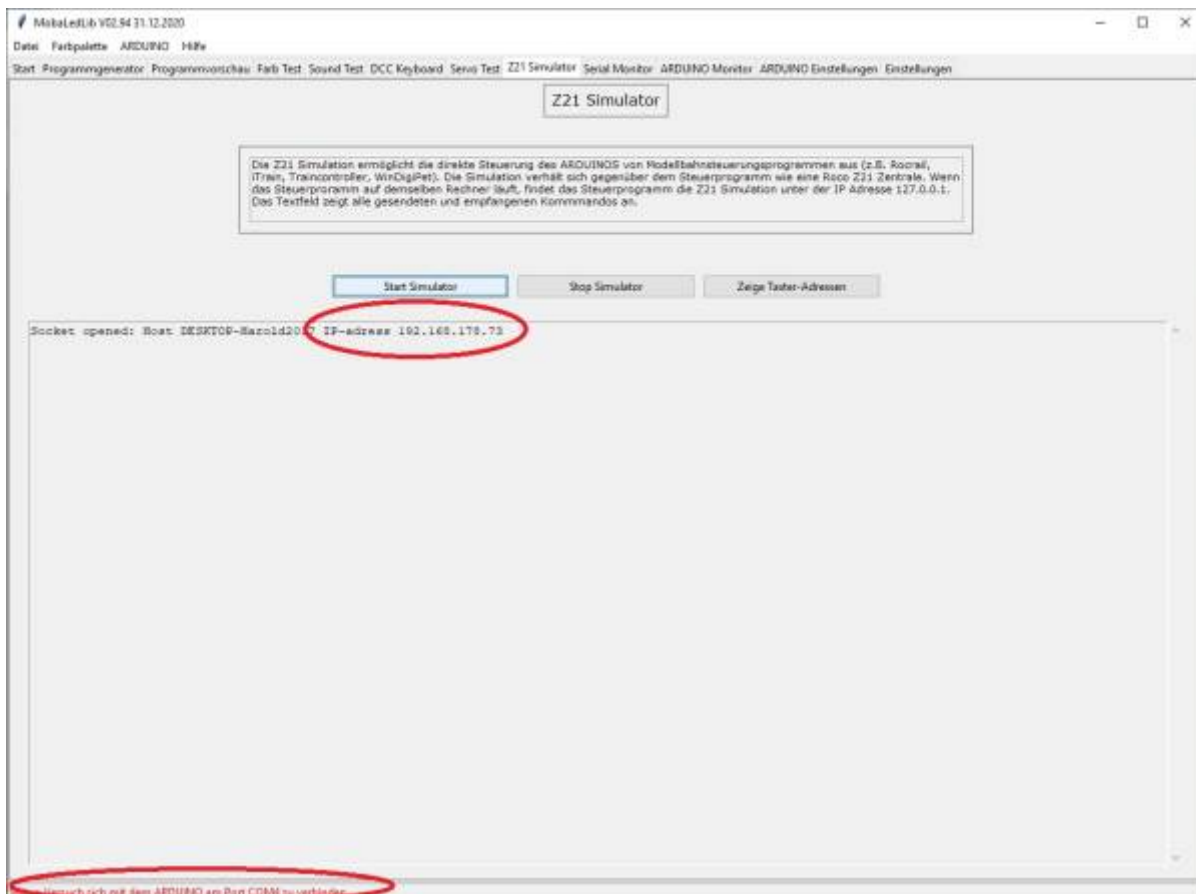 MobaLedLib V02.94 31.12.2020
Datei Farbpalette ARDUINO Hilfe
Start Programmgenerator Programmvorschau Farb Test Sound Test DCC Keyboard Servo Test Z21 Simulator Serial Monitor ARDUINO Monitor ARDUINO Einstellungen Einstellungen
Z21 Simulator
Die Z21 Simulation ermöglicht die direkte Steuerung des ARDUINOS von Modellbahnsteuerungsprogrammen aus (z.B. Rocrail,
iTrain, Traincontroller, WinDigiPet). Die Simulation verhält sich gegenüber dem Steuerprogramm wie eine Roco Z21 Zentrale. Wenn
das Steuerproramm auf demselben Rechner läuft, findet das Steuerprogramm die Z21 Simulation unter der IP Adresse 127.0.0.1.
Das Textfeld zeigt alle gesendeten und empfangenen Kommmandos an.
Start Simulator Stop Simulator Zeige Taster-Adressen
Socket opened: Host IP-adress 192.168.178.73
Versuch sich mit dem ARDUINO am Port zu verbinden